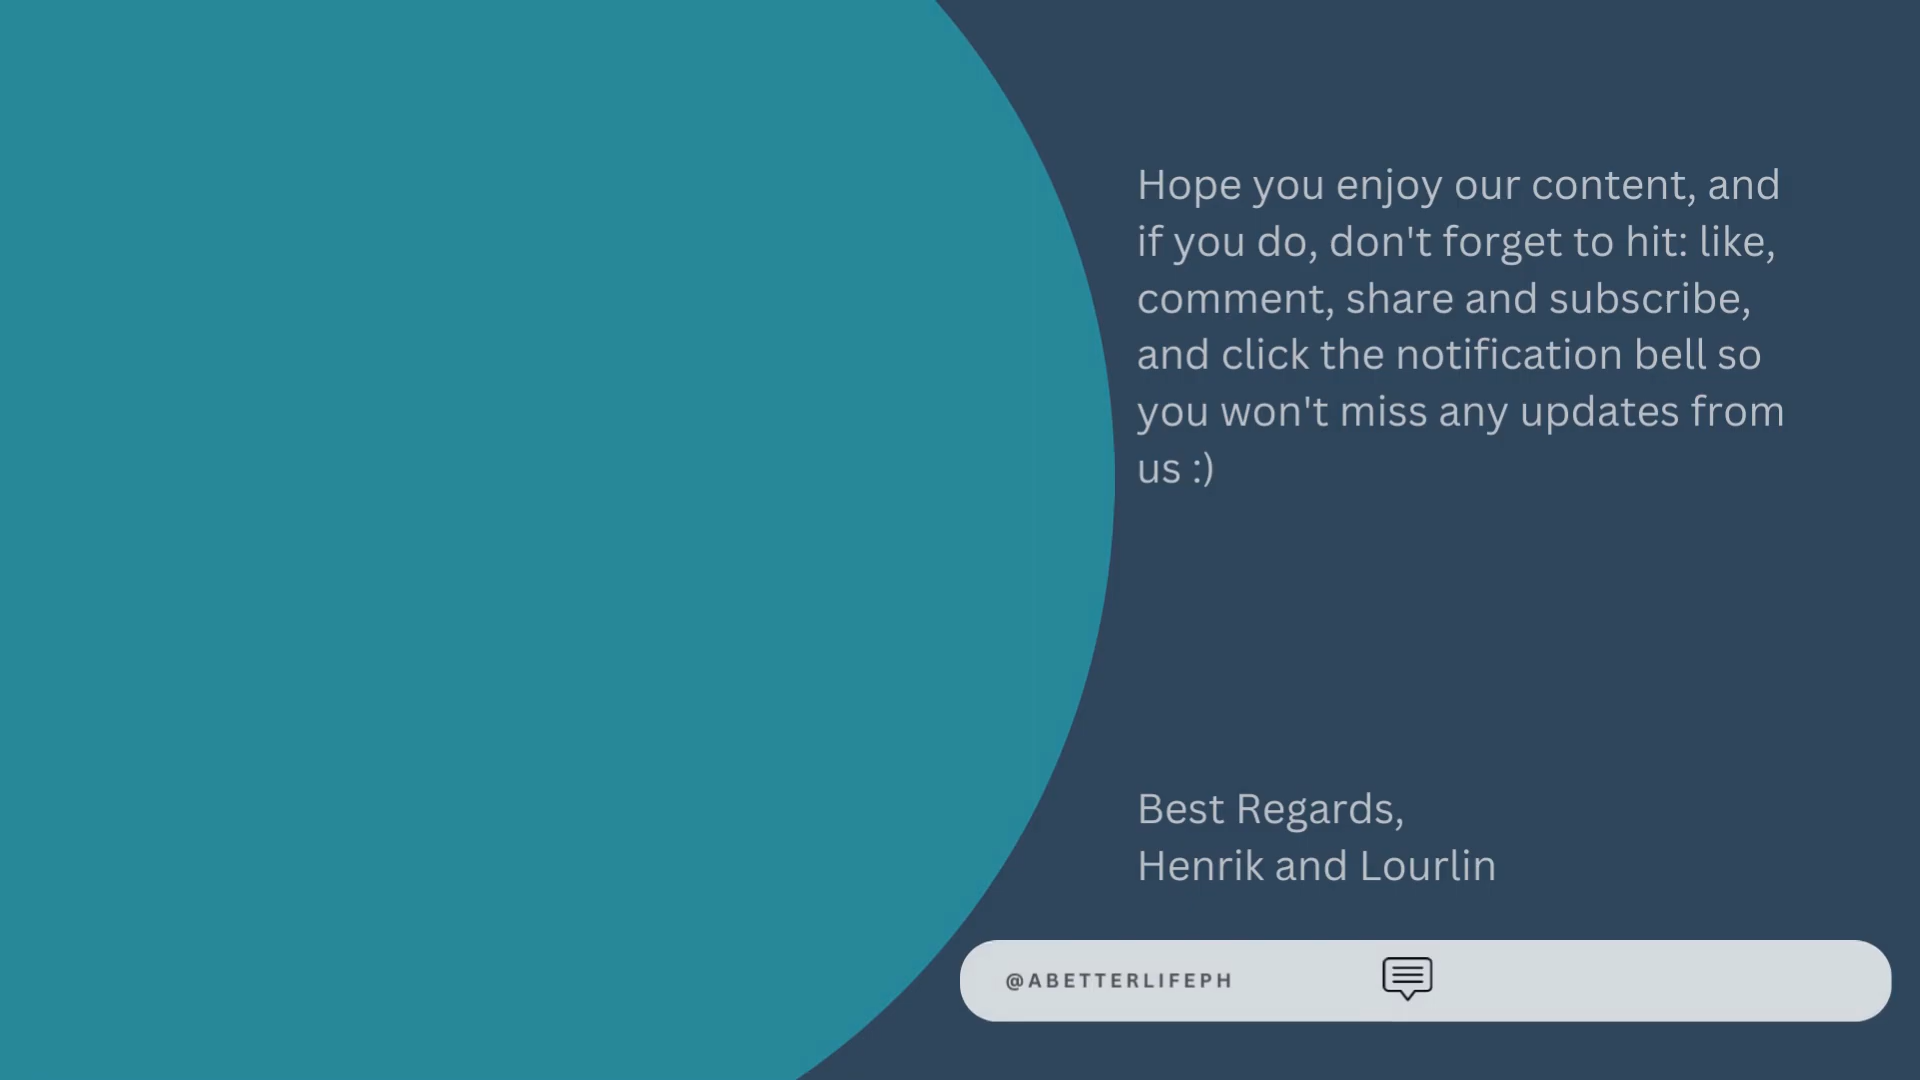 Hope you enjoy our content, and
if you do, don't forget to hit: like,
comment, share and subscribe,
and click the notification bell so
you won't miss any updates from
us :)
Best Regards,
Henrik and Lourlin
@ABETTERLIFEPH